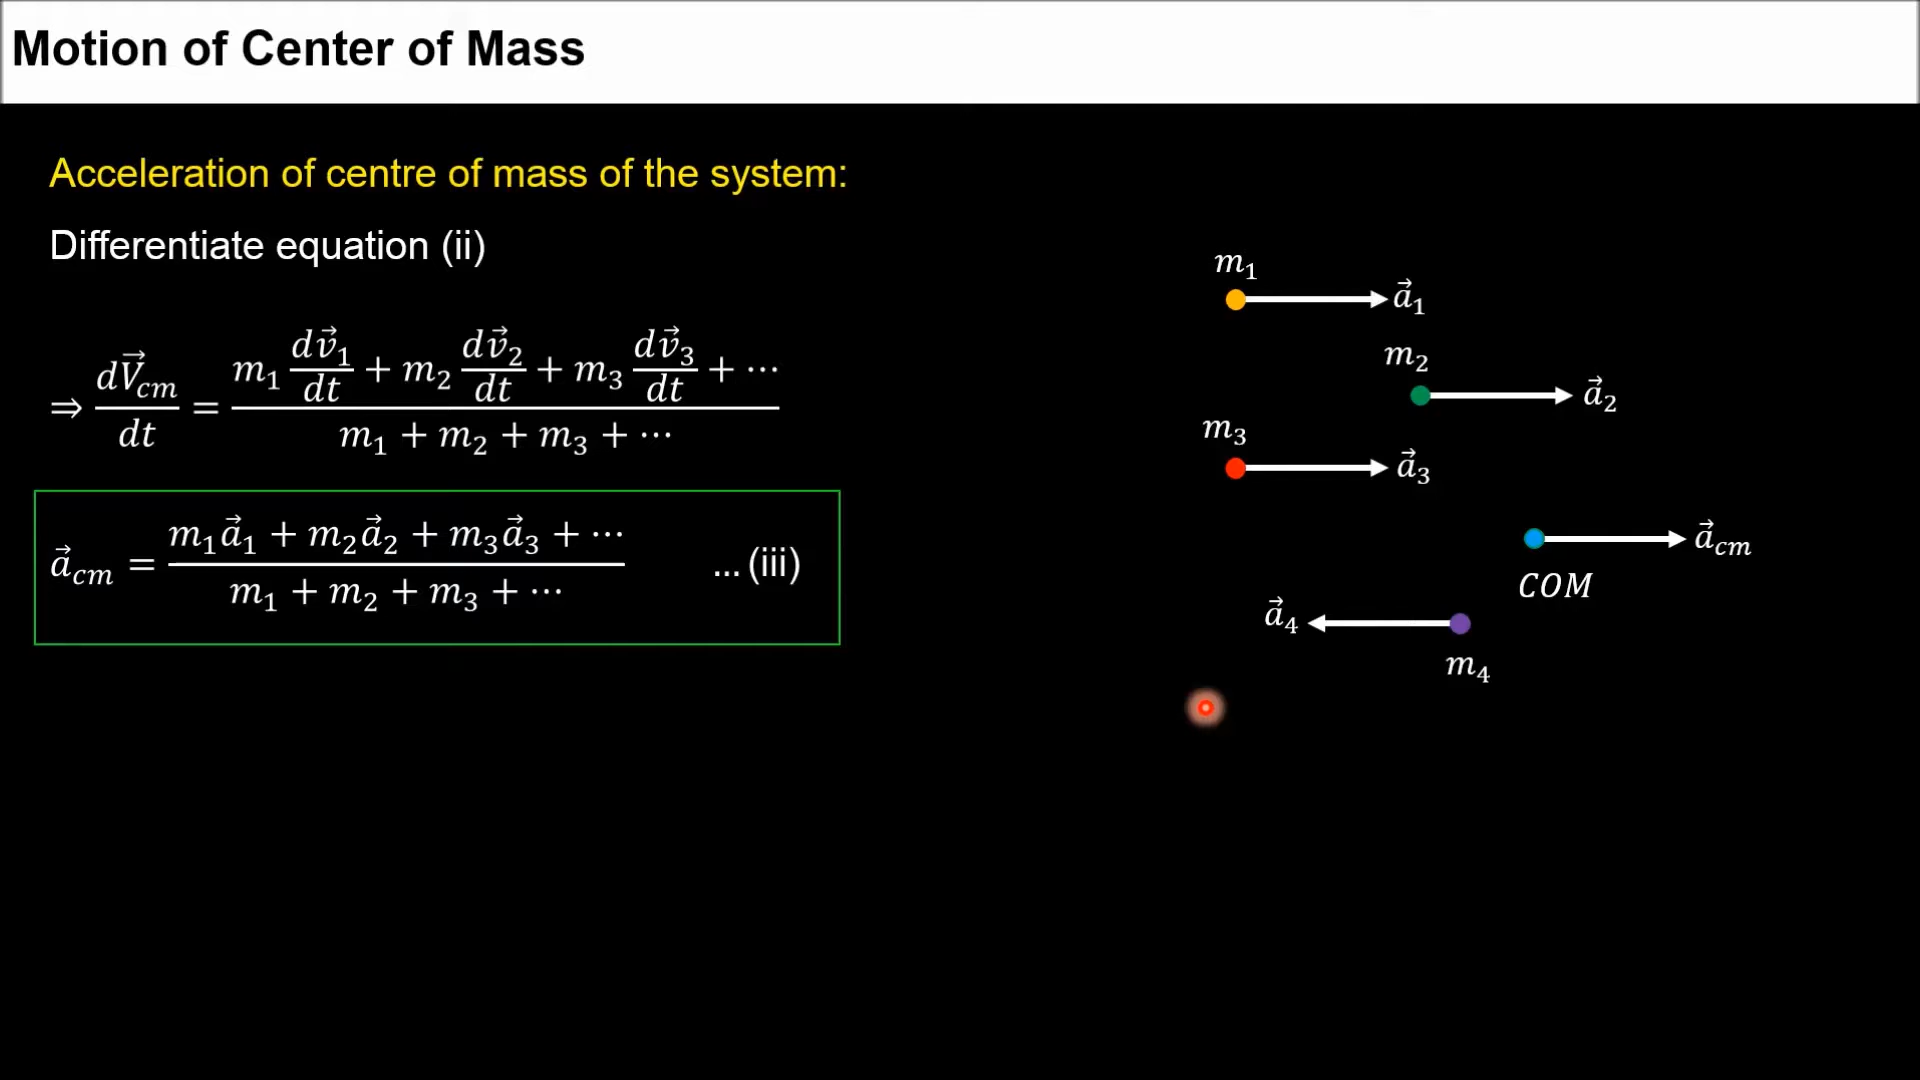 Motion of Center of Mass
Acceleration of centre of mass of the system:
Differentiate equation (ii)
⇒ dV⃗cm/dt = (m₁ dv⃗₁/dt + m₂ dv⃗₂/dt + m₃ dv⃗₃/dt + ⋯)/(m₁ + m₂ + m₃ + ⋯)
a⃗cm = (m₁a⃗₁ + m₂a⃗₂ + m₃a⃗₃ + ⋯)/(m₁ + m₂ + m₃ + ⋯) ... (iii)
m₁
a⃗₁
m₂
a⃗₂
m₃
a⃗₃
a⃗cm
COM
a⃗₄
m₄